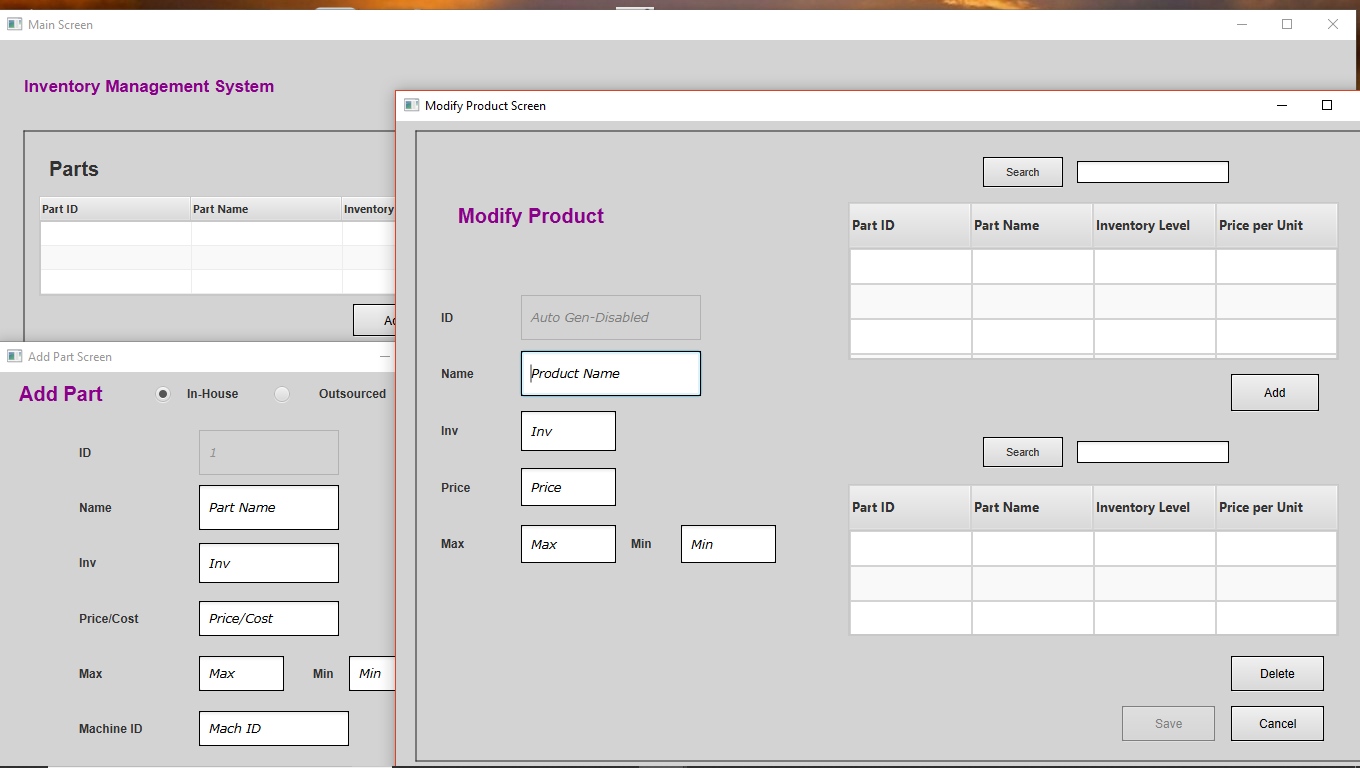 Main Screen
Inventory Management System
Parts
Part ID Part Name Inventory
Modify Product Screen
Modify Product
ID Auto Gen-Disabled
Name Product Name
Inv Inv
Price Price
Max Max Min Min
Search
Part ID Part Name Inventory Level Price per Unit
Add
Search
Part ID Part Name Inventory Level Price per Unit
Delete
Save Cancel
Add Part Screen
Add Part In-House Outsourced
ID 1
Name Part Name
Inv Inv
Price/Cost Price/Cost
Max Max Min Min
Machine ID Mach ID